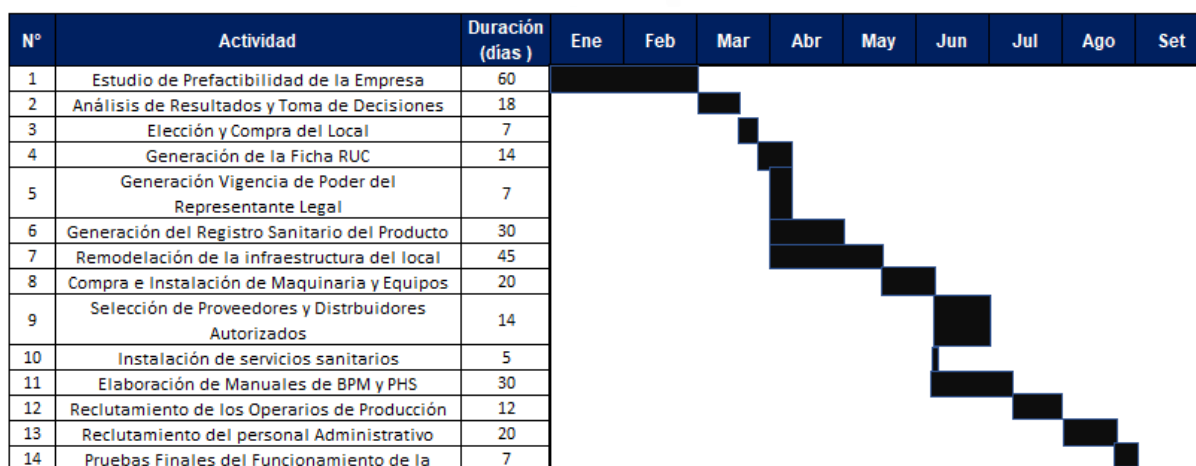 N° Actividad Duración (días ) Ene Feb Mar Abr May Jun Jul Ago Set
1 Estudio de Prefactibilidad de la Empresa 60
2 Análisis de Resultados y Toma de Decisiones 18
3 Elección y Compra del Local 7
4 Generación de la Ficha RUC 14
5 Generación Vigencia de Poder del
Representante Legal 7
6 Generación del Registro Sanitario del Producto 30
7 Remodelación de la infraestructura del local 45
8 Compra e Instalación de Maquinaria y Equipos 20
9 Selección de Proveedores y Distrbuidores
Autorizados 14
10 Instalación de servicios sanitarios 5
11 Elaboración de Manuales de BPM y PHS 30
12 Reclutamiento de los Operarios de Producción 12
13 Reclutamiento del personal Administrativo 20
14 Pruebas Finales del Funcionamiento de la 7